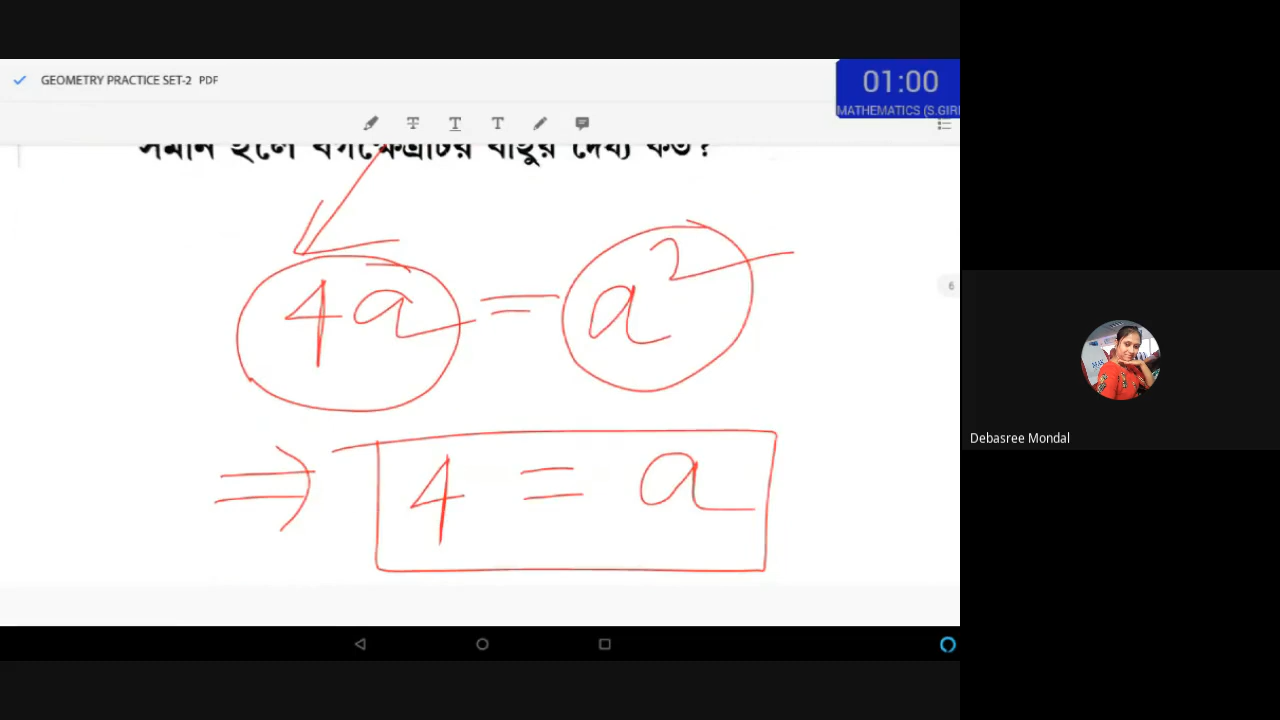 GEOMETRY PRACTICE SET-2 PDF
01:00
MATHEMATICS (S.GIRI
সমান হলে বর্গক্ষেত্রটির বাহুর দৈর্ঘ্য কত?
4a = a²
6
⇒ 4 = a
Debasree Mondal